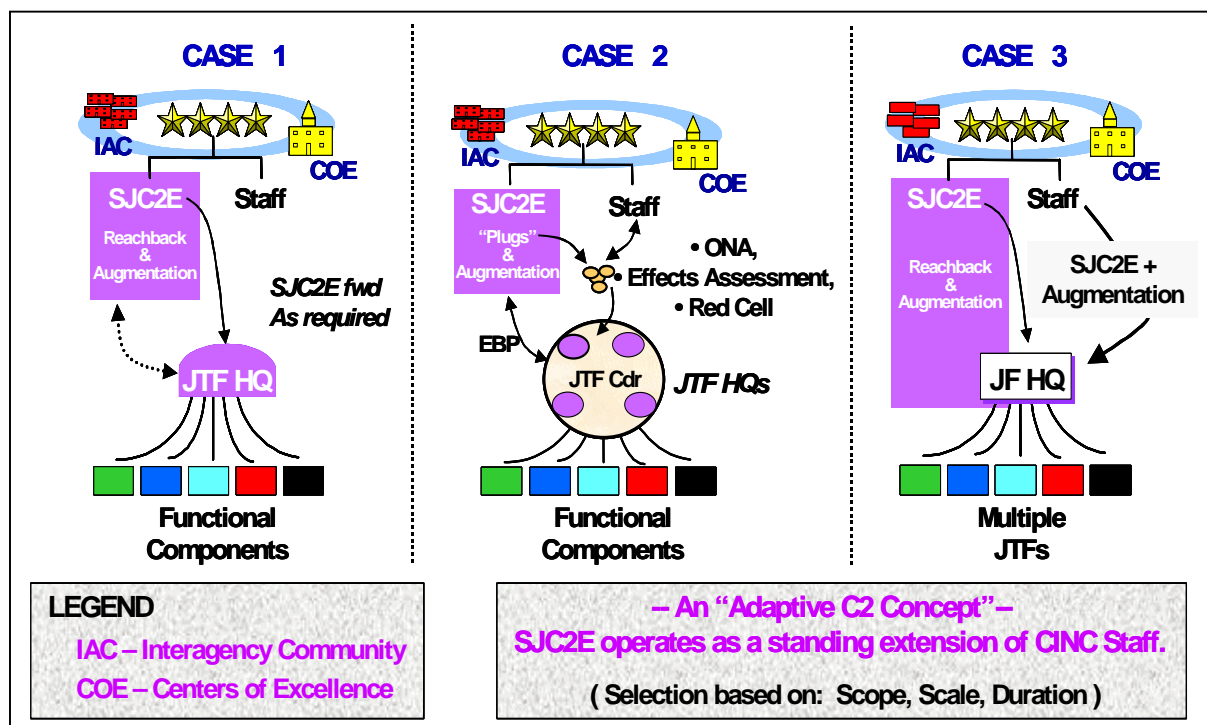 CASE 1
IAC
COE
SJC2E
Staff
Reachback
&
Augmentation
SJC2E fwd
As required
JTF HQ
Functional
Components
CASE 2
IAC
COE
SJC2E
Staff
"Plugs"
&
Augmentation
• ONA,
• Effects Assessment,
• Red Cell
EBP
JTF Cdr
JTF HQs
Functional
Components
CASE 3
IAC
COE
SJC2E
Staff
Reachback
&
Augmentation
SJC2E +
Augmentation
JF HQ
Multiple
JTFs
LEGEND
IAC – Interagency Community
COE – Centers of Excellence
– An "Adaptive C2 Concept"–
SJC2E operates as a standing extension of CINC Staff.
( Selection based on: Scope, Scale, Duration )